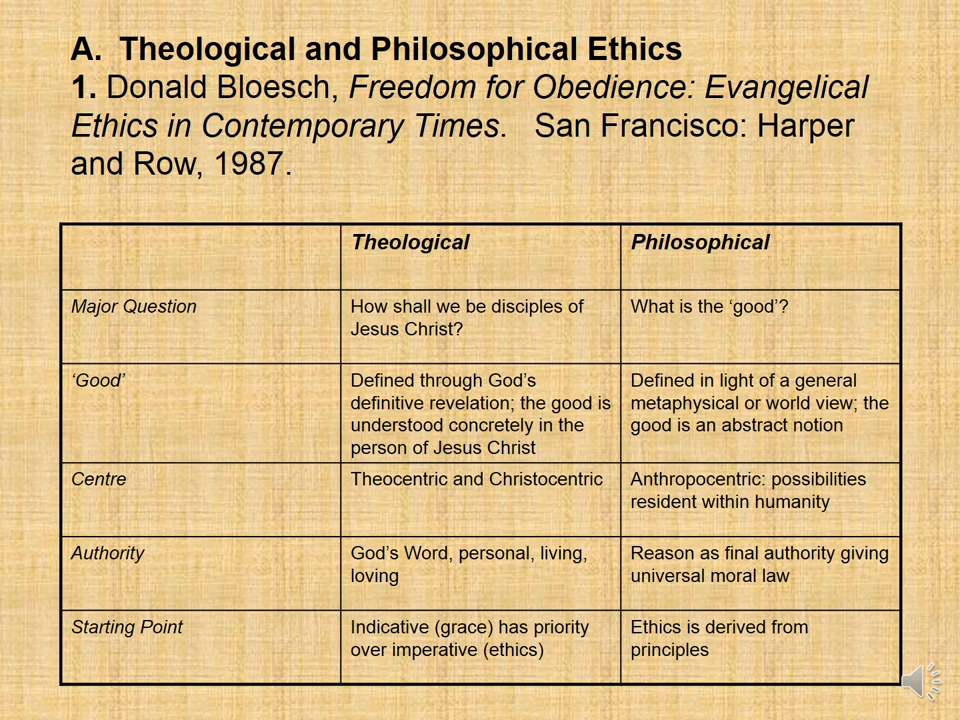 A. Theological and Philosophical Ethics
1. Donald Bloesch, Freedom for Obedience: Evangelical
Ethics in Contemporary Times. San Francisco: Harper
and Row, 1987.
Theological
Philosophical
Major Question
How shall we be disciples of
Jesus Christ?
What is the ‘good’?
‘Good’
Defined through God’s
definitive revelation; the good is
understood concretely in the
person of Jesus Christ
Defined in light of a general
metaphysical or world view; the
good is an abstract notion
Centre
Theocentric and Christocentric
Anthropocentric: possibilities
resident within humanity
Authority
God’s Word, personal, living,
loving
Reason as final authority giving
universal moral law
Starting Point
Indicative (grace) has priority
over imperative (ethics)
Ethics is derived from
principles